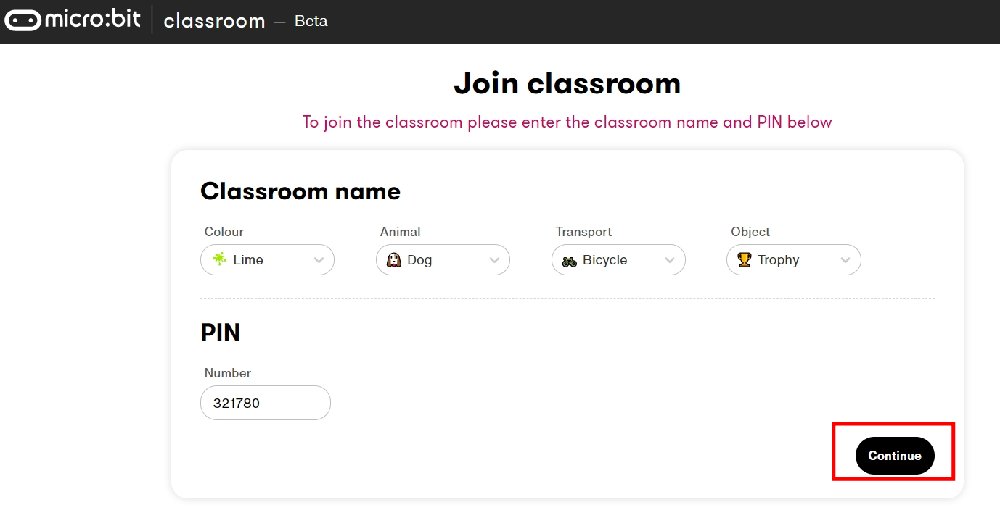 micro:bit classroom – Beta
Join classroom
To join the classroom please enter the classroom name and PIN below
Classroom name
Colour Animal Transport Object
Lime Dog Bicycle Trophy
PIN
Number
321780
Continue